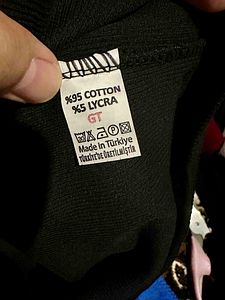 %95 COTTON
%5 LYCRA
GT
Made in Türkiye
TÜRKİYE'DE ÜRETİLMİŞTİR